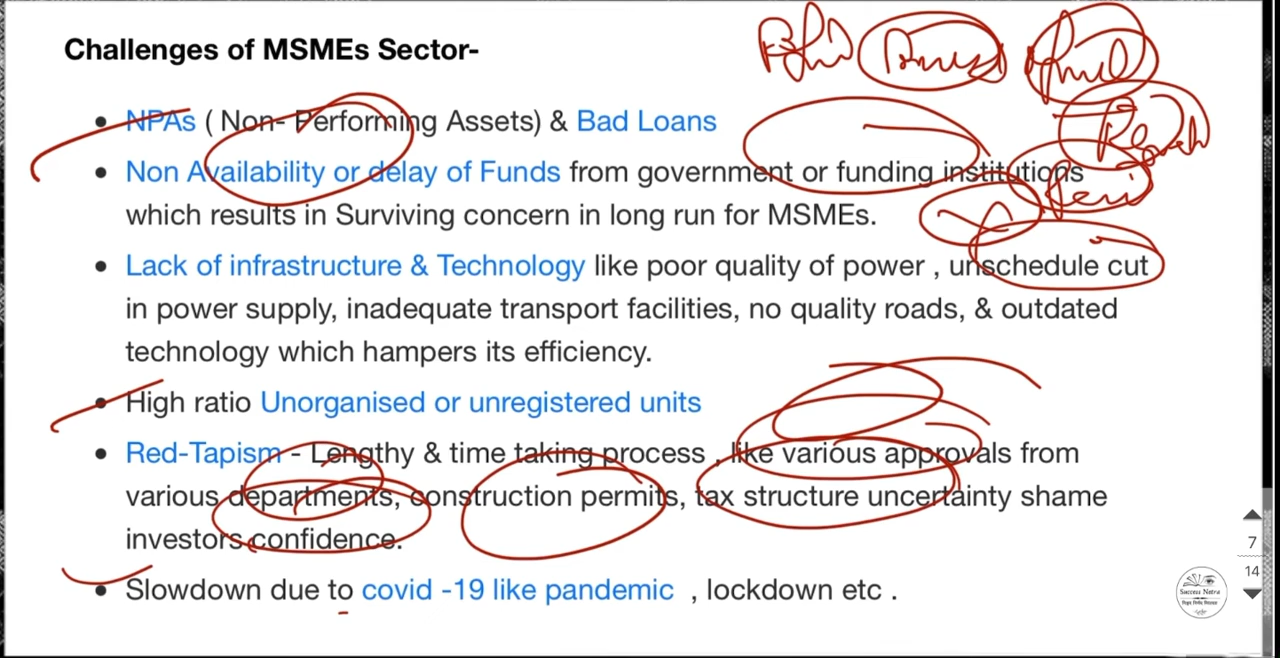 Challenges of MSMEs Sector-
• NPAs ( Non- Performing Assets) & Bad Loans
• Non Availability or delay of Funds from government or funding institutions
which results in Surviving concern in long run for MSMEs.
• Lack of infrastructure & Technology like poor quality of power , unschedule cut
in power supply, inadequate transport facilities, no quality roads, & outdated
technology which hampers its efficiency.
• High ratio Unorganised or unregistered units
• Red-Tapism - Lengthy & time taking process , like various approvals from
various departments, construction permits, tax structure uncertainty shame
investors confidence.
• Slowdown due to covid -19 like pandemic , lockdown etc .
7
14
Success Netra